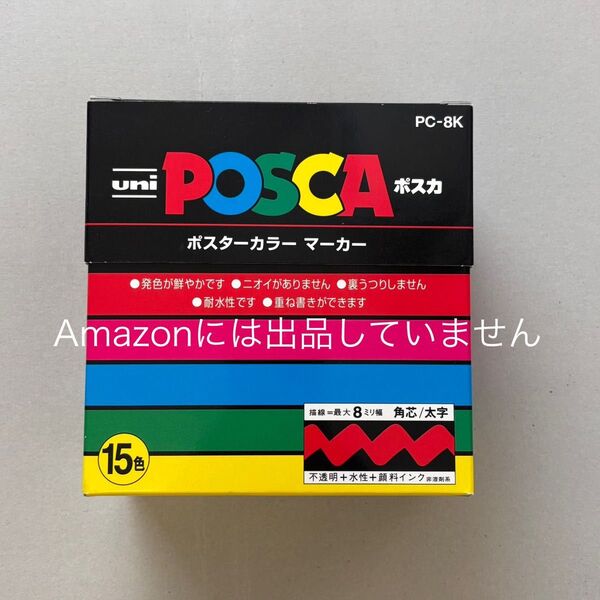 PC-8K
uni POSCA ポスカ
ポスターカラー マーカー
●発色が鮮やかです ●ニオイがありません ●裏うつりしません
●耐水性です ●重ね書きができます
Amazonには出品していません
描線=最大8ミリ幅 角芯/太字
15色
不透明+水性+顔料インク 非溶剤系